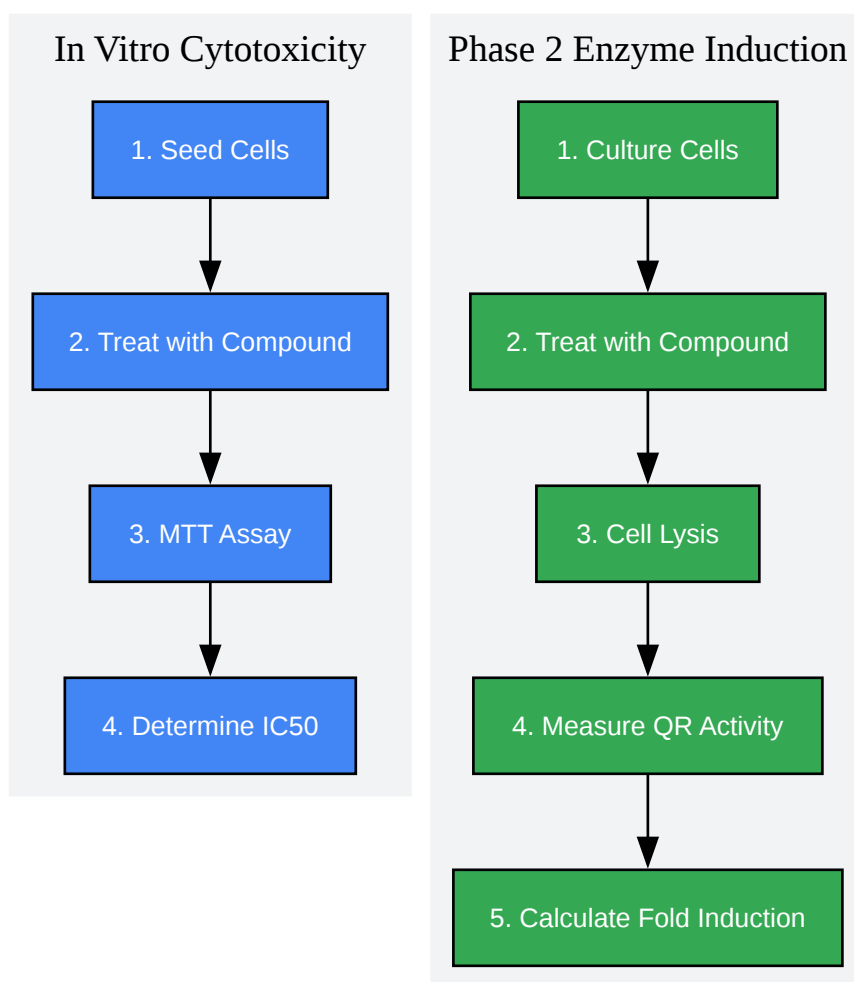 In Vitro Cytotoxicity
1. Seed Cells
2. Treat with Compound
3. MTT Assay
4. Determine IC50
Phase 2 Enzyme Induction
1. Culture Cells
2. Treat with Compound
3. Cell Lysis
4. Measure QR Activity
5. Calculate Fold Induction